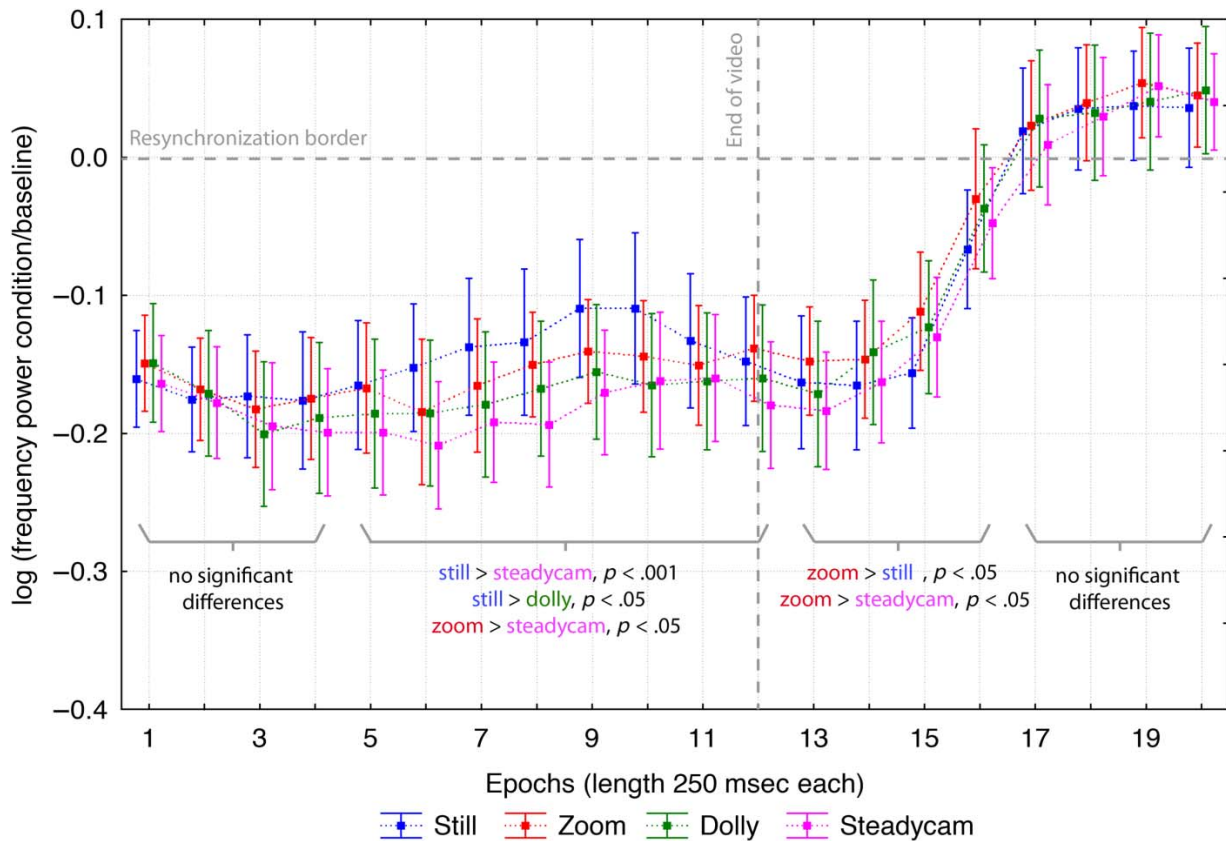 log (frequency power condition/baseline)
0.1
0.0
−0.1
−0.2
−0.3
−0.4
Resynchronization border
End of video
no significant
differences
still > steadycam, p < .001
still > dolly, p < .05
zoom > steadycam, p < .05
zoom > still , p < .05
zoom > steadycam, p < .05
no significant
differences
1 3 5 7 9 11 13 15 17 19
Epochs (length 250 msec each)
Still Zoom Dolly Steadycam